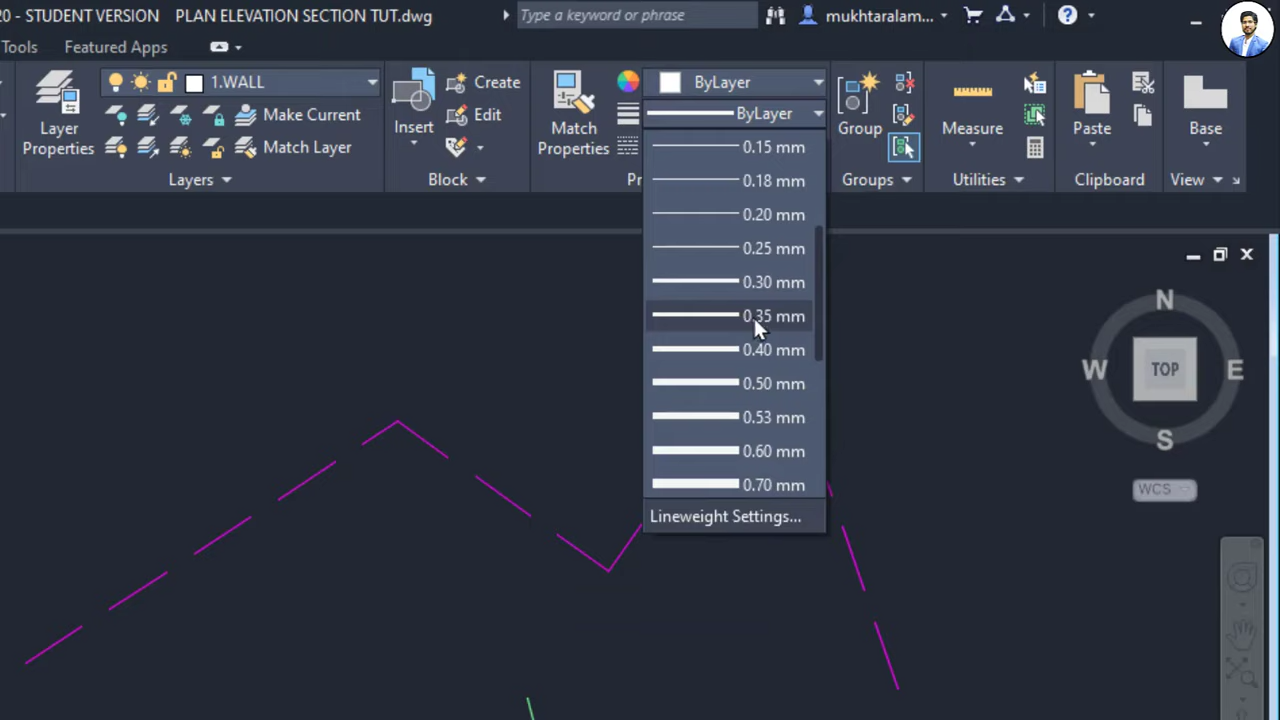 20 - STUDENT VERSION PLAN ELEVATION SECTION TUT.dwg
Type a keyword or phrase
mukhtaralam...
Tools
Featured Apps
Layer
Properties
1.WALL
Make Current
Match Layer
Layers
Insert
Create
Edit
Block
Match
Properties
ByLayer
ByLayer
Pr
0.15 mm
0.18 mm
0.20 mm
0.25 mm
0.30 mm
0.35 mm
0.40 mm
0.50 mm
0.53 mm
0.60 mm
0.70 mm
Lineweight Settings...
Group
Groups
Measure
Utilities
Paste
Clipboard
Base
View
N
W
TOP
E
S
WCS